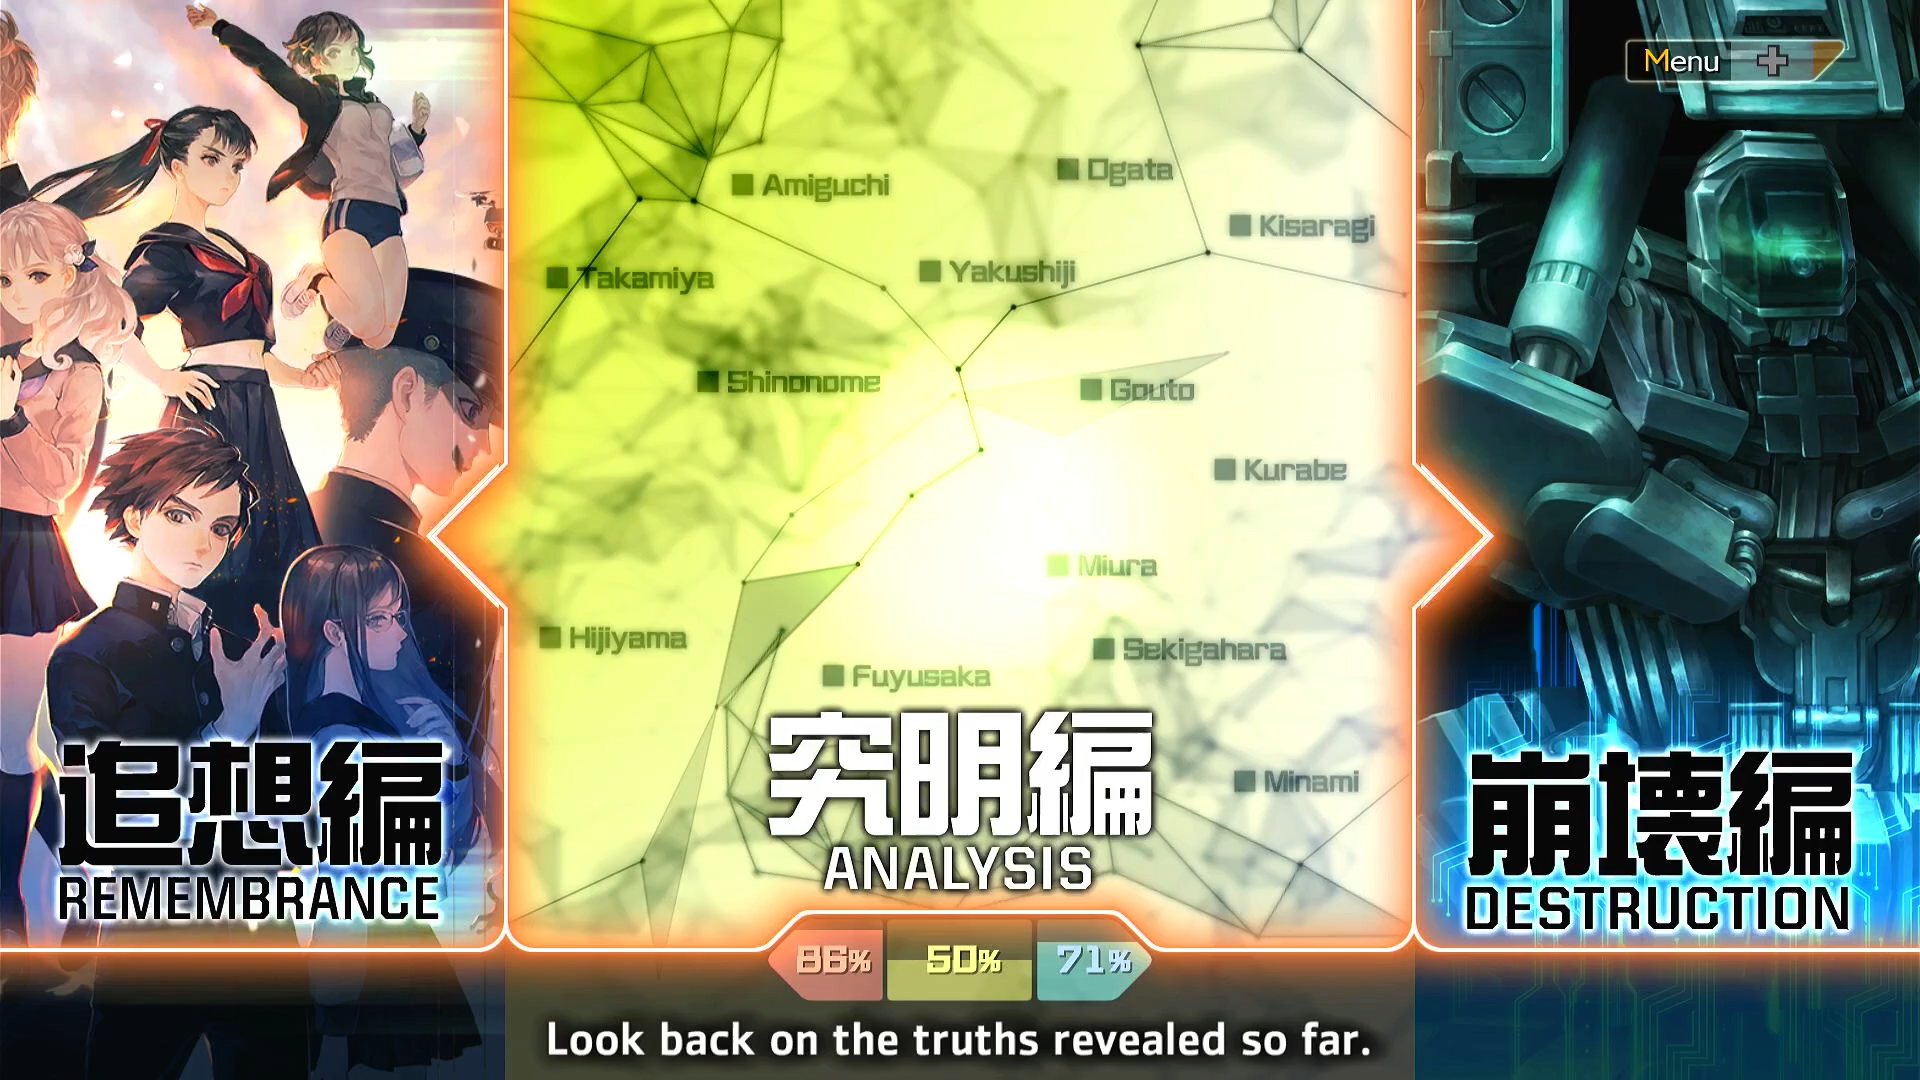 Menu
Amiguchi
Ogata
Kisaragi
Takamiya
Yakushiji
Shinonome
Gouto
Kurabe
Miura
Hijiyama
Sekigahara
Fuyusaka
Minami
追想編
REMEMBRANCE
究明編
ANALYSIS
崩壊編
DESTRUCTION
86% 50% 71%
Look back on the truths revealed so far.